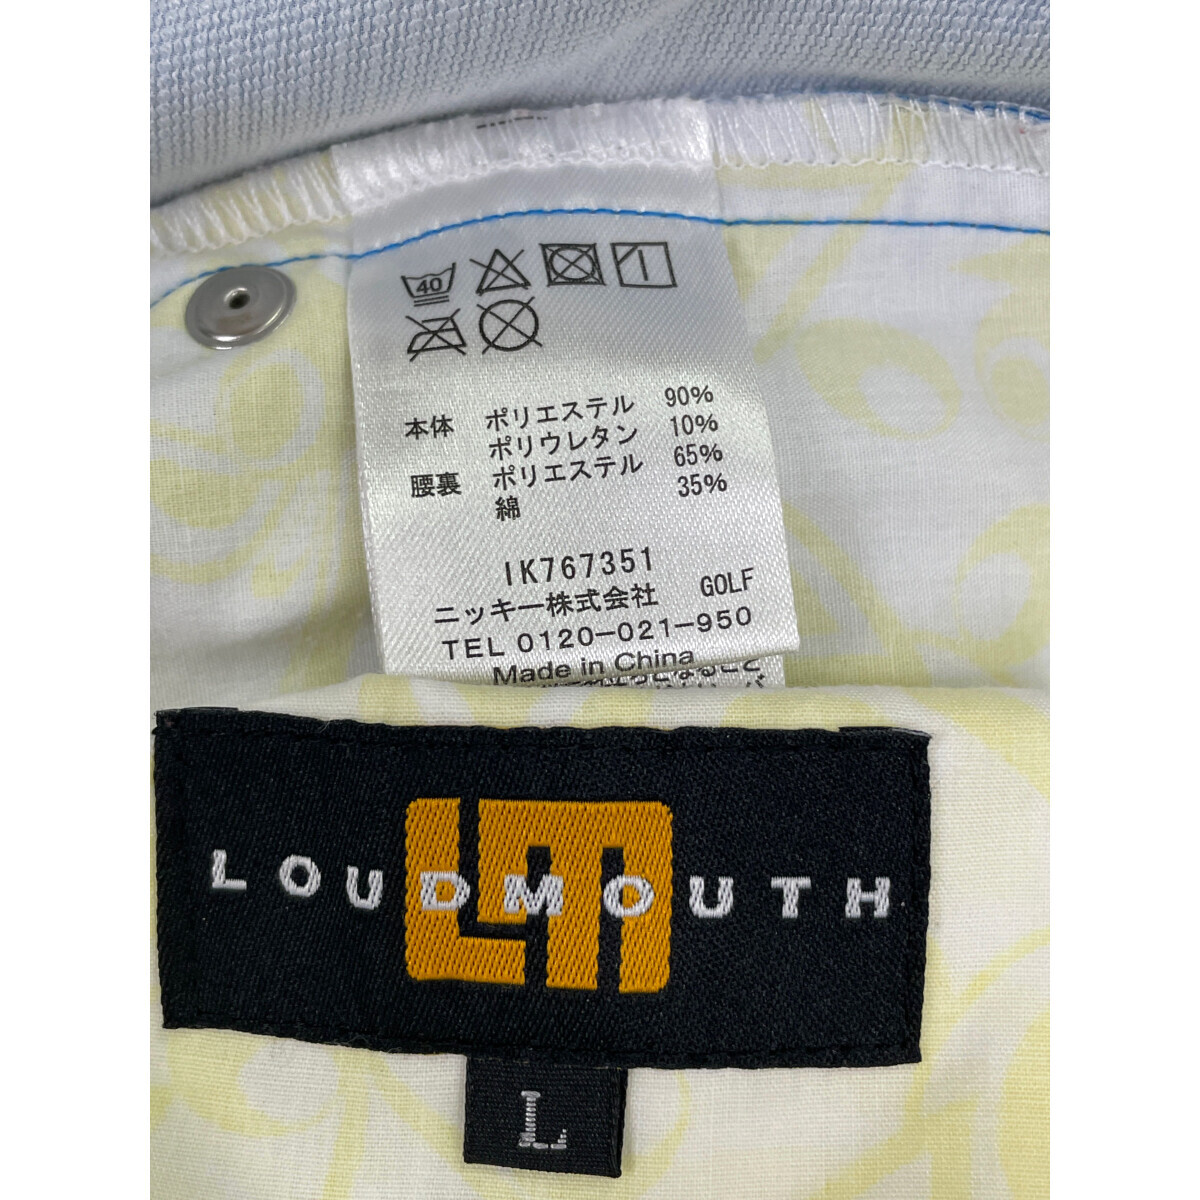 40
本体 ポリエステル 90%
ポリウレタン 10%
腰裏 ポリエステル 65%
綿 35%
IK767351
ニッキー株式会社 GOLF
TEL 0120-021-950
Made in China
LOUDMOUTH
L